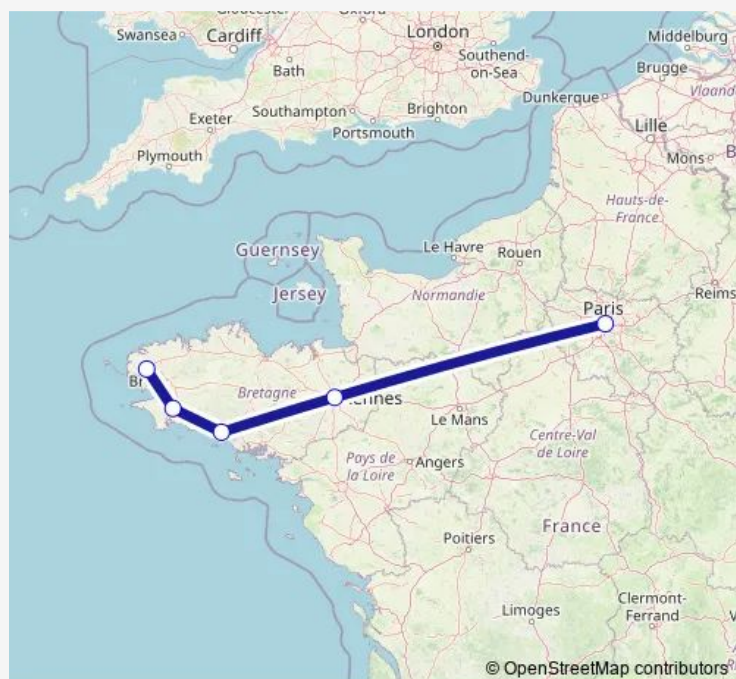 Gloucester
Oxford
Swansea
Cardiff
London
Middelburg
Bath
Southend-
on-Sea
Brugge
Dunkerque
Vlaand
Exeter
Southampton
Brighton
Lille
Portsmouth
Plymouth
Mons
B
Hauts-de-
France
Guernsey
Le Havre
Rouen
Jersey
Normandie
Reims
Paris
Br
Bretagne
ennes
Le Mans
Centre-Val
de Loire
Pays de
la Loire
Angers
France
Poitiers
Clermont-
Ferrand
Limoges
© OpenStreetMap contributors